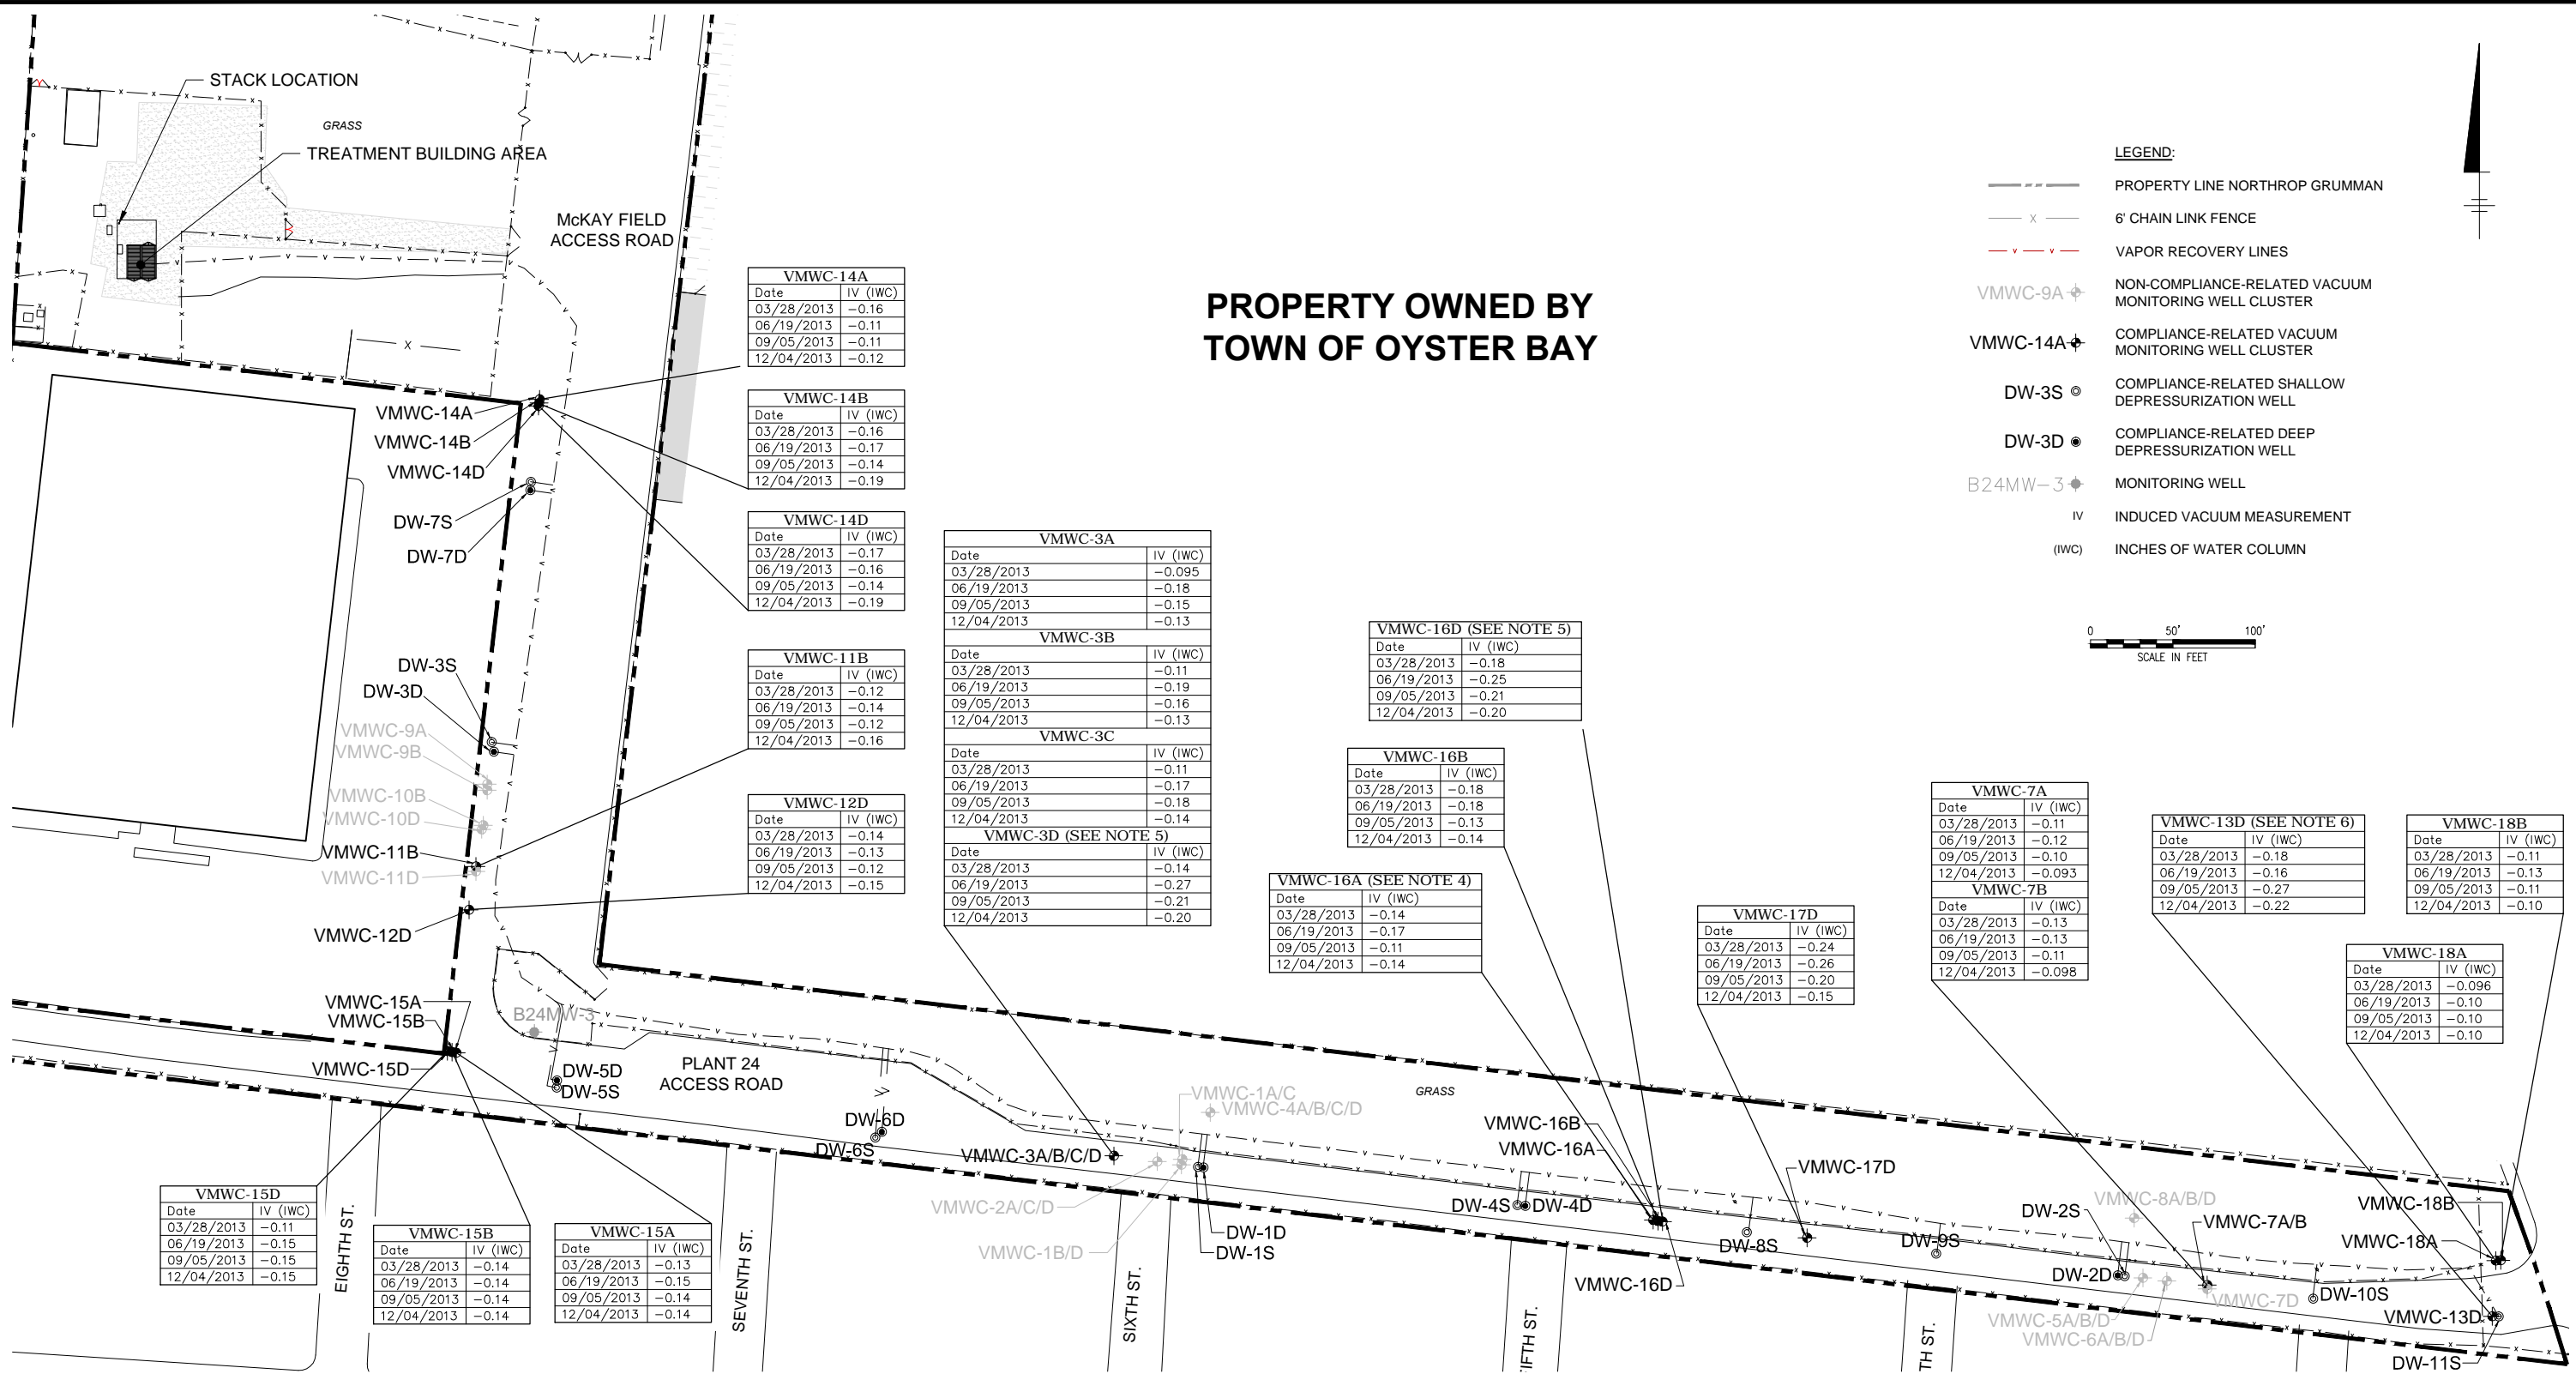 STACK LOCATION
GRASS
TREATMENT BUILDING AREA
McKAY FIELD
ACCESS ROAD
PROPERTY OWNED BY
TOWN OF OYSTER BAY
LEGEND:
PROPERTY LINE NORTHROP GRUMMAN
X 6' CHAIN LINK FENCE
V V VAPOR RECOVERY LINES
VMWC-9A NON-COMPLIANCE-RELATED VACUUM
MONITORING WELL CLUSTER
VMWC-14A COMPLIANCE-RELATED VACUUM
MONITORING WELL CLUSTER
DW-3S COMPLIANCE-RELATED SHALLOW
DEPRESSURIZATION WELL
DW-3D COMPLIANCE-RELATED DEEP
DEPRESSURIZATION WELL
B24MW-3 MONITORING WELL
IV INDUCED VACUUM MEASUREMENT
(IWC) INCHES OF WATER COLUMN
0 50' 100'
SCALE IN FEET
VMWC-14A
Date IV (IWC)
03/28/2013 -0.16
06/19/2013 -0.11
09/05/2013 -0.11
12/04/2013 -0.12
VMWC-14B
Date IV (IWC)
03/28/2013 -0.16
06/19/2013 -0.17
09/05/2013 -0.14
12/04/2013 -0.19
VMWC-14D
Date IV (IWC)
03/28/2013 -0.17
06/19/2013 -0.16
09/05/2013 -0.14
12/04/2013 -0.19
VMWC-11B
Date IV (IWC)
03/28/2013 -0.12
06/19/2013 -0.14
09/05/2013 -0.12
12/04/2013 -0.16
VMWC-12D
Date IV (IWC)
03/28/2013 -0.14
06/19/2013 -0.13
09/05/2013 -0.12
12/04/2013 -0.15
VMWC-3A
Date IV (IWC)
03/28/2013 -0.095
06/19/2013 -0.18
09/05/2013 -0.15
12/04/2013 -0.13
VMWC-3B
Date IV (IWC)
03/28/2013 -0.11
06/19/2013 -0.19
09/05/2013 -0.16
12/04/2013 -0.13
VMWC-3C
Date IV (IWC)
03/28/2013 -0.11
06/19/2013 -0.17
09/05/2013 -0.18
12/04/2013 -0.14
VMWC-3D (SEE NOTE 5)
Date IV (IWC)
03/28/2013 -0.14
06/19/2013 -0.27
09/05/2013 -0.21
12/04/2013 -0.20
VMWC-16D (SEE NOTE 5)
Date IV (IWC)
03/28/2013 -0.18
06/19/2013 -0.25
09/05/2013 -0.21
12/04/2013 -0.20
VMWC-16B
Date IV (IWC)
03/28/2013 -0.18
06/19/2013 -0.18
09/05/2013 -0.13
12/04/2013 -0.14
VMWC-16A (SEE NOTE 4)
Date IV (IWC)
03/28/2013 -0.14
06/19/2013 -0.17
09/05/2013 -0.11
12/04/2013 -0.14
VMWC-17D
Date IV (IWC)
03/28/2013 -0.24
06/19/2013 -0.26
09/05/2013 -0.20
12/04/2013 -0.15
VMWC-7A
Date IV (IWC)
03/28/2013 -0.11
06/19/2013 -0.12
09/05/2013 -0.10
12/04/2013 -0.093
VMWC-7B
Date IV (IWC)
03/28/2013 -0.13
06/19/2013 -0.13
09/05/2013 -0.11
12/04/2013 -0.098
VMWC-13D (SEE NOTE 6)
Date IV (IWC)
03/28/2013 -0.18
06/19/2013 -0.16
09/05/2013 -0.27
12/04/2013 -0.22
VMWC-18B
Date IV (IWC)
03/28/2013 -0.11
06/19/2013 -0.13
09/05/2013 -0.11
12/04/2013 -0.10
VMWC-18A
Date IV (IWC)
03/28/2013 -0.096
06/19/2013 -0.10
09/05/2013 -0.10
12/04/2013 -0.10
VMWC-14A
VMWC-14B
VMWC-14D
DW-7S
DW-7D
DW-3S
DW-3D
VMWC-9A
VMWC-9B
VMWC-10B
VMWC-10D
VMWC-11B
VMWC-11D
VMWC-12D
VMWC-15A
VMWC-15B
VMWC-15D
B24MW-3
DW-5D
DW-5S
PLANT 24
ACCESS ROAD
DW-6D
DW-6S
VMWC-3A/B/C/D
VMWC-1A/C
VMWC-4A/B/C/D
VMWC-2A/C/D
VMWC-1B/D
DW-1D
DW-1S
GRASS
VMWC-16B
VMWC-16A
DW-4S DW-4D
VMWC-16D
VMWC-17D
DW-8S
DW-9S
DW-2S
DW-2D
VMWC-8A/B/D
VMWC-7A/B
VMWC-7D
VMWC-5A/B/D
VMWC-6A/B/D
DW-10S
VMWC-18B
VMWC-18A
VMWC-13D
DW-11S
VMWC-15D
Date IV (IWC)
03/28/2013 -0.11
06/19/2013 -0.15
09/05/2013 -0.15
12/04/2013 -0.15
VMWC-15B
Date IV (IWC)
03/28/2013 -0.14
06/19/2013 -0.14
09/05/2013 -0.14
12/04/2013 -0.14
VMWC-15A
Date IV (IWC)
03/28/2013 -0.13
06/19/2013 -0.15
09/05/2013 -0.14
12/04/2013 -0.14
EIGHTH ST.
SEVENTH ST.
SIXTH ST.
IFTH ST.
TH ST.